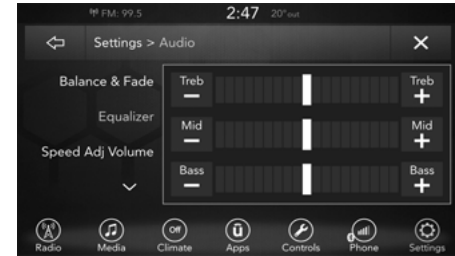 FM: 99.5 2:47 20° out
Settings > Audio X
Balance & Fade
Equalizer
Speed Adj Volume
Treb Treb
− +
Mid Mid
− +
Bass Bass
− +
Off
Radio Media Climate Apps Controls Phone Settings